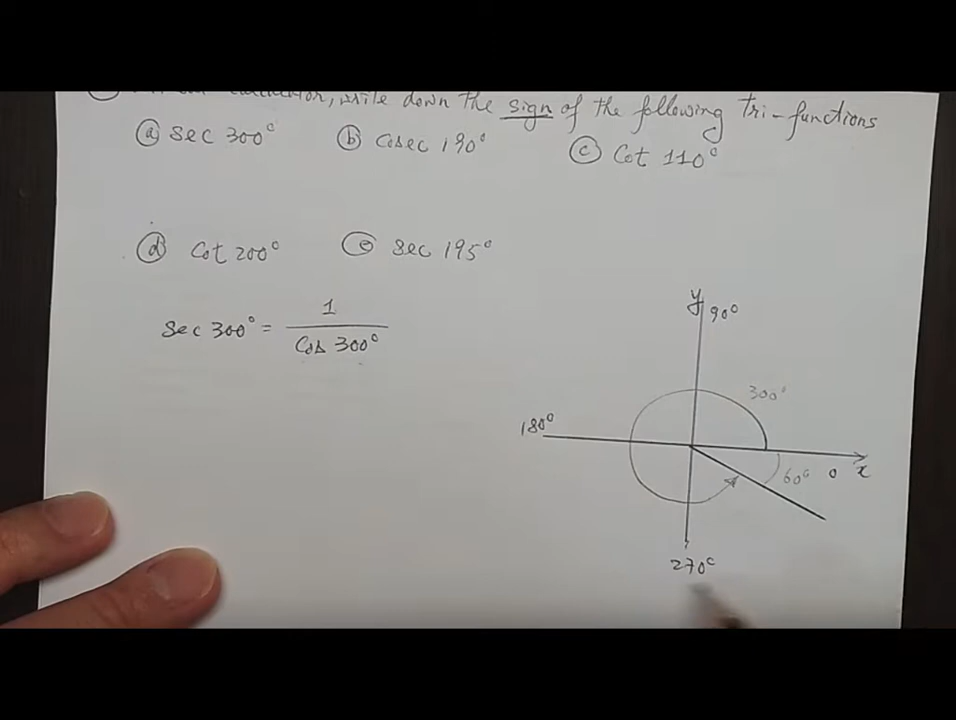 calculator, write down the sign of the following tri-functions
(a) sec 300° (b) Cosec 190° (c) Cot 110°
(d) Cot 200° (e) sec 195°
sec 300° = 1 / Cos 300°
y 90°
300°
180°
60° 0 x
270°